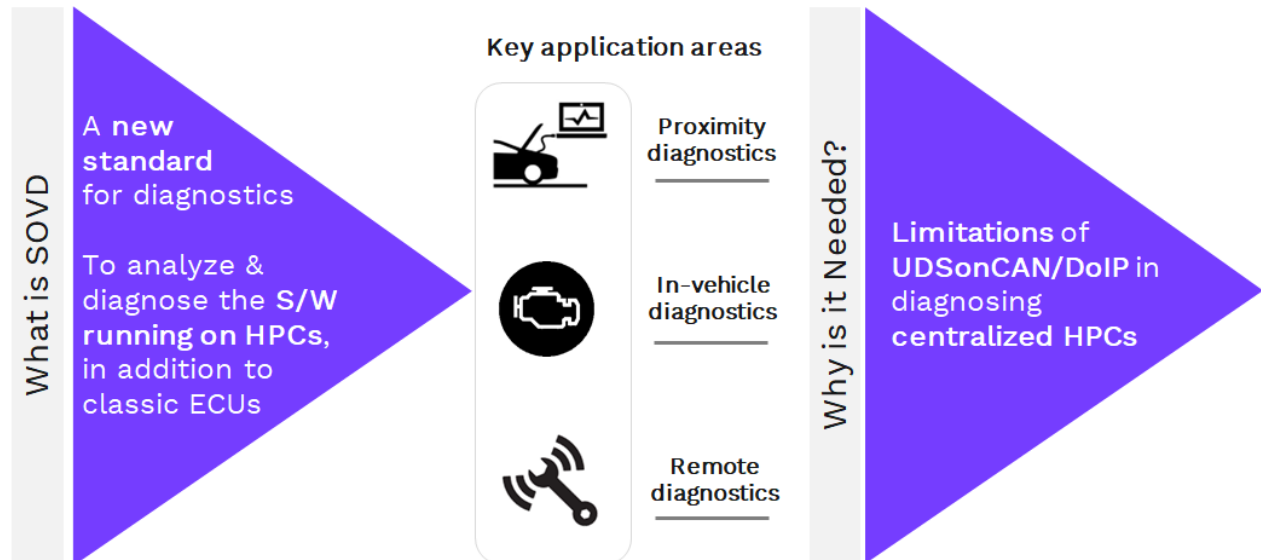 What is SOVD
A new
standard
for diagnostics
To analyze &
diagnose the S/W
running on HPCs,
in addition to
classic ECUs
Key application areas
Proximity
diagnostics
In-vehicle
diagnostics
Remote
diagnostics
Why is it Needed?
Limitations of
UDSonCAN/DoIP in
diagnosing
centralized HPCs